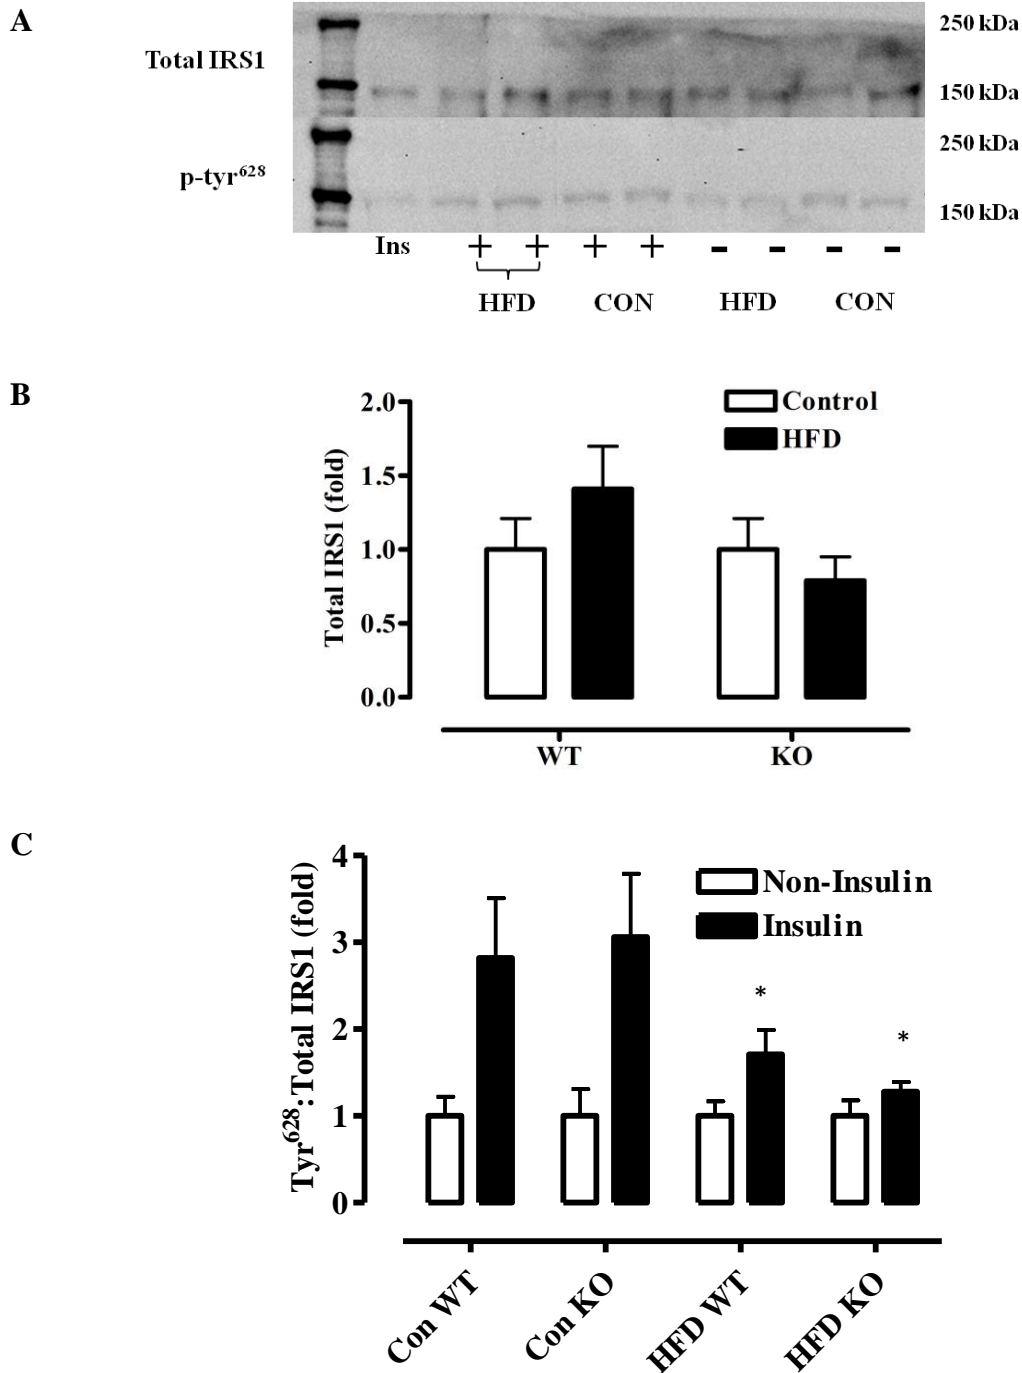 A
250 kDa
Total IRS1
150 kDa
250 kDa
p-tyr⁶²⁸
150 kDa
Ins + + + + - - - -
HFD CON HFD CON
B
2.0
1.5
1.0
0.5
0.0
Total IRS1 (fold)
Control
HFD
WT KO
C
4
3
2
1
0
Tyr⁶²⁸:Total IRS1 (fold)
Non-Insulin
Insulin
*
*
Con WT
Con KO
HFD WT
HFD KO